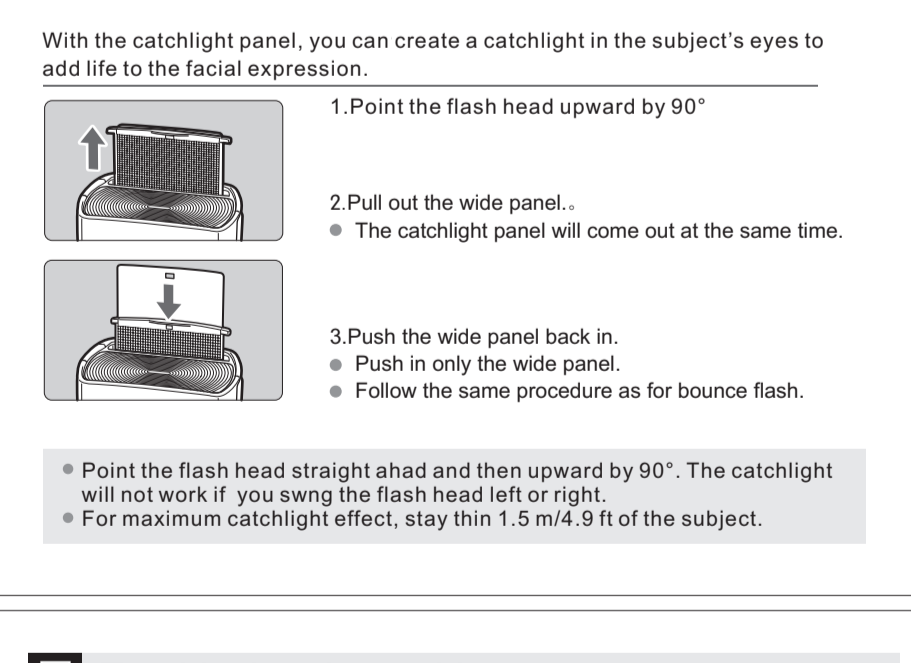 With the catchlight panel, you can create a catchlight in the subject's eyes to
add life to the facial expression.
1.Point the flash head upward by 90°
2.Pull out the wide panel.。
● The catchlight panel will come out at the same time.
3.Push the wide panel back in.
● Push in only the wide panel.
● Follow the same procedure as for bounce flash.
● Point the flash head straight ahad and then upward by 90°. The catchlight
will not work if you swng the flash head left or right.
● For maximum catchlight effect, stay thin 1.5 m/4.9 ft of the subject.